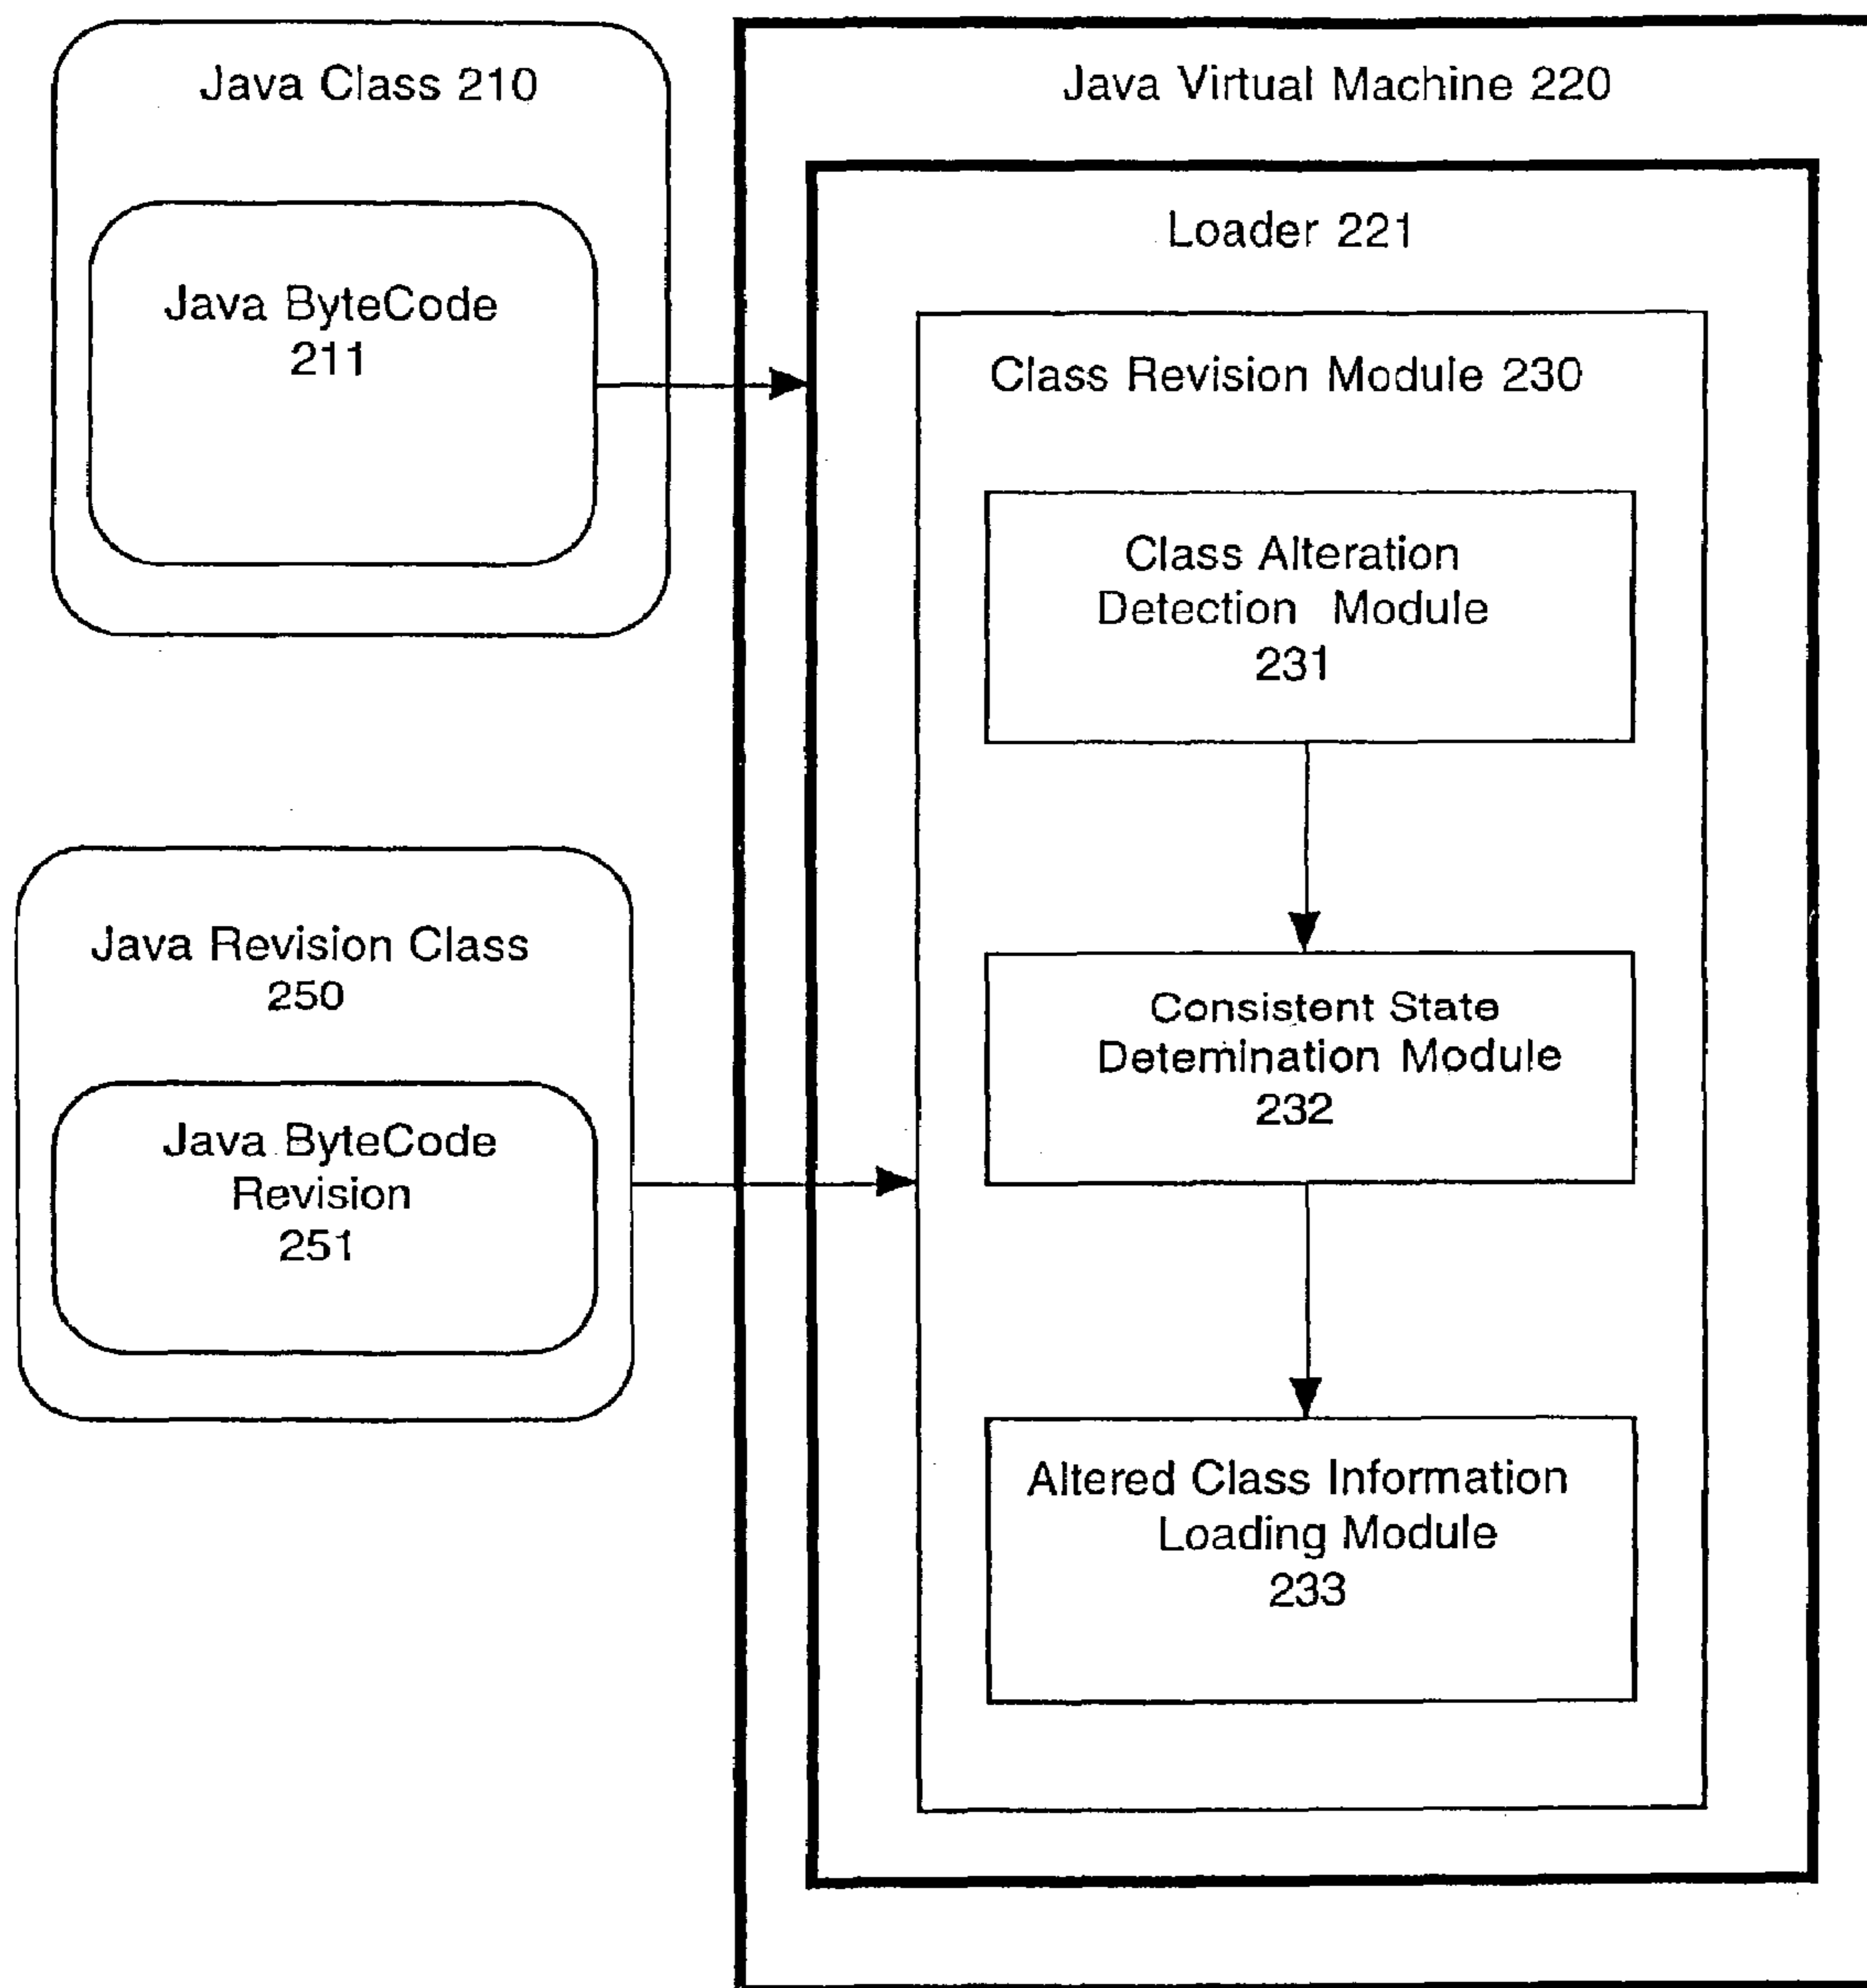 Java Class 210
Java ByteCode
211
Java Revision Class
250
Java ByteCode
Revision
251
Java Virtual Machine 220
Loader 221
Class Revision Module 230
Class Alteration
Detection Module
231
Consistent State
Detemination Module
232
Altered Class Information
Loading Module
233